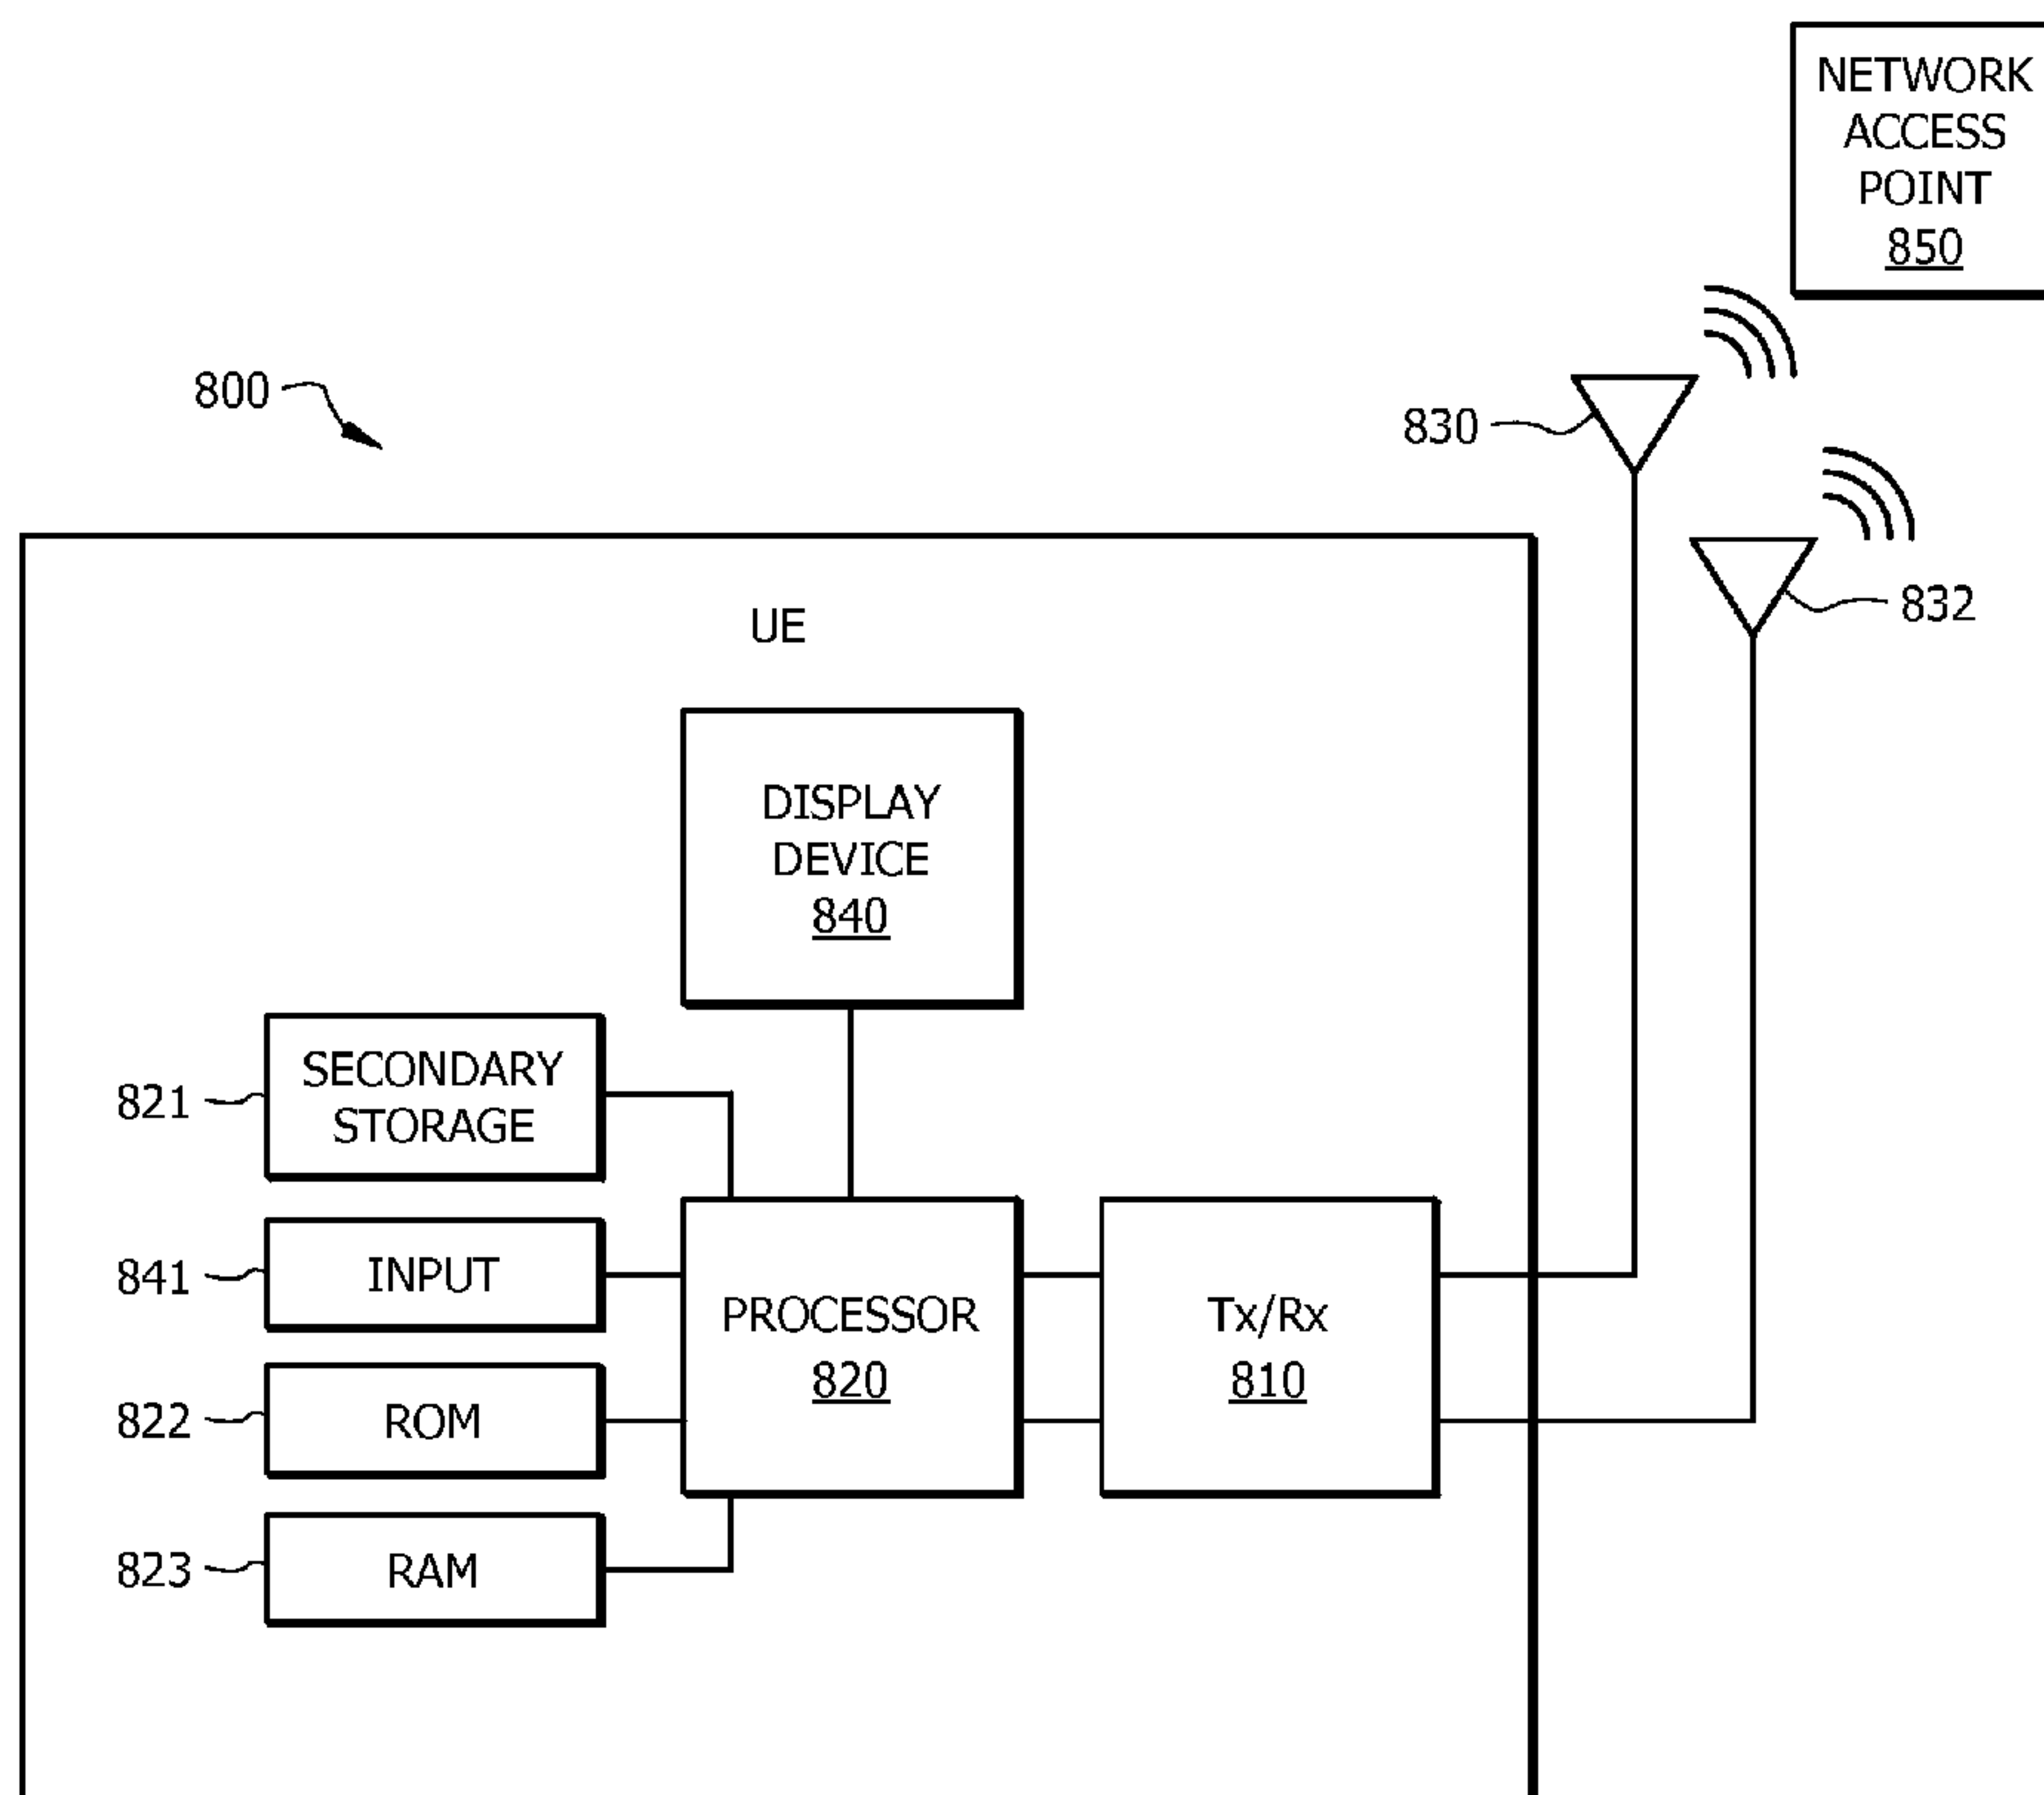 NETWORK
ACCESS
POINT
850
800
830
832
UE
DISPLAY
DEVICE
840
SECONDARY
STORAGE
821
841
INPUT
PROCESSOR
820
Tx/Rx
810
822
ROM
823
RAM